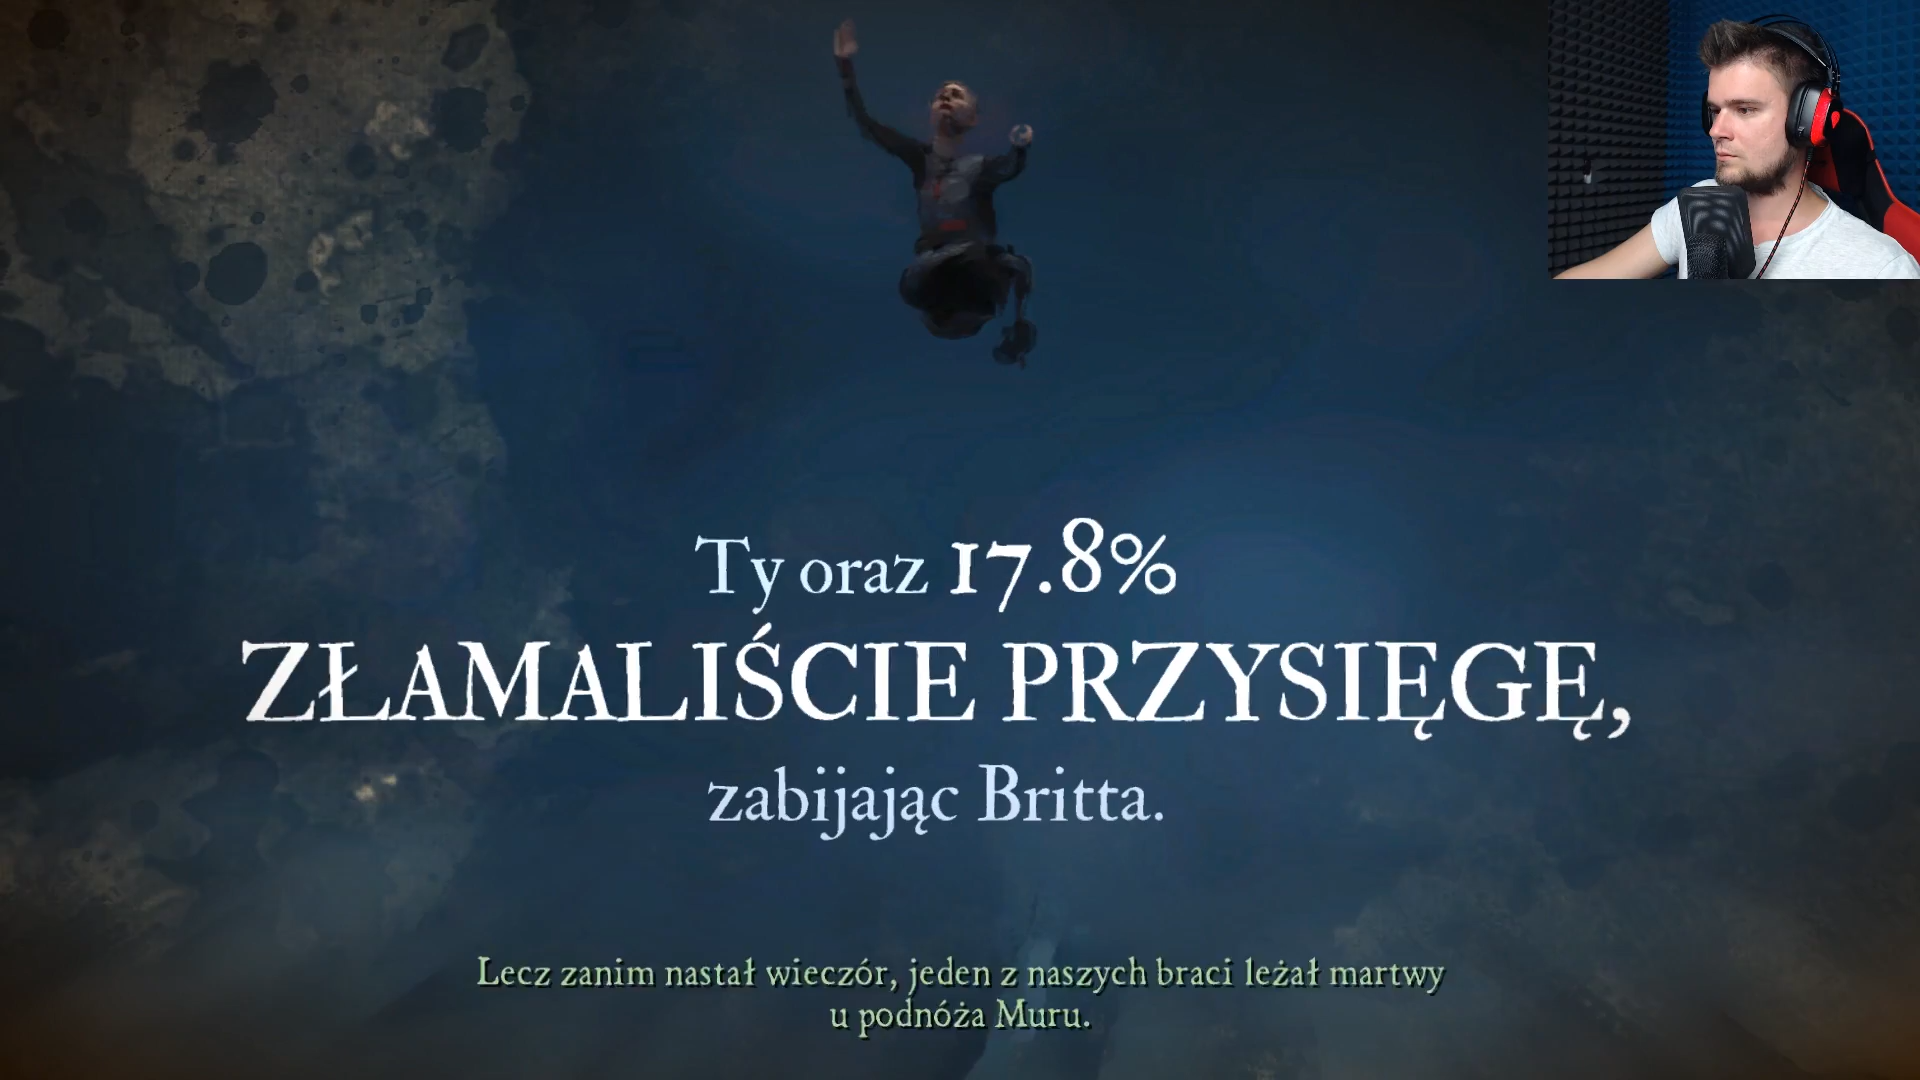 Ty oraz 17.8%
ZŁAMALIŚCIE PRZYSIĘGĘ,
zabijając Britta.
Lecz zanim nastał wieczór, jeden z naszych braci leżał martwy
u podnóża Muru.